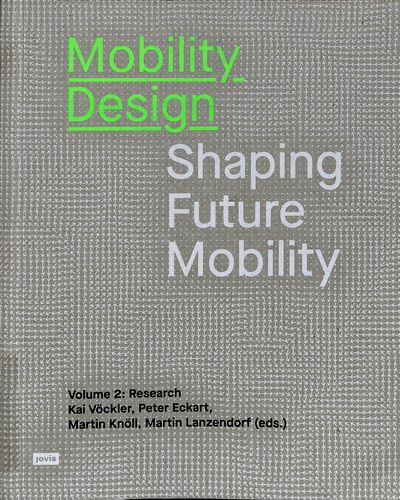 Mobility
Design
Shaping
Future
Mobility
Volume 2: Research
Kai Vöckler, Peter Eckart,
Martin Knöll, Martin Lanzendorf (eds.)
jovis